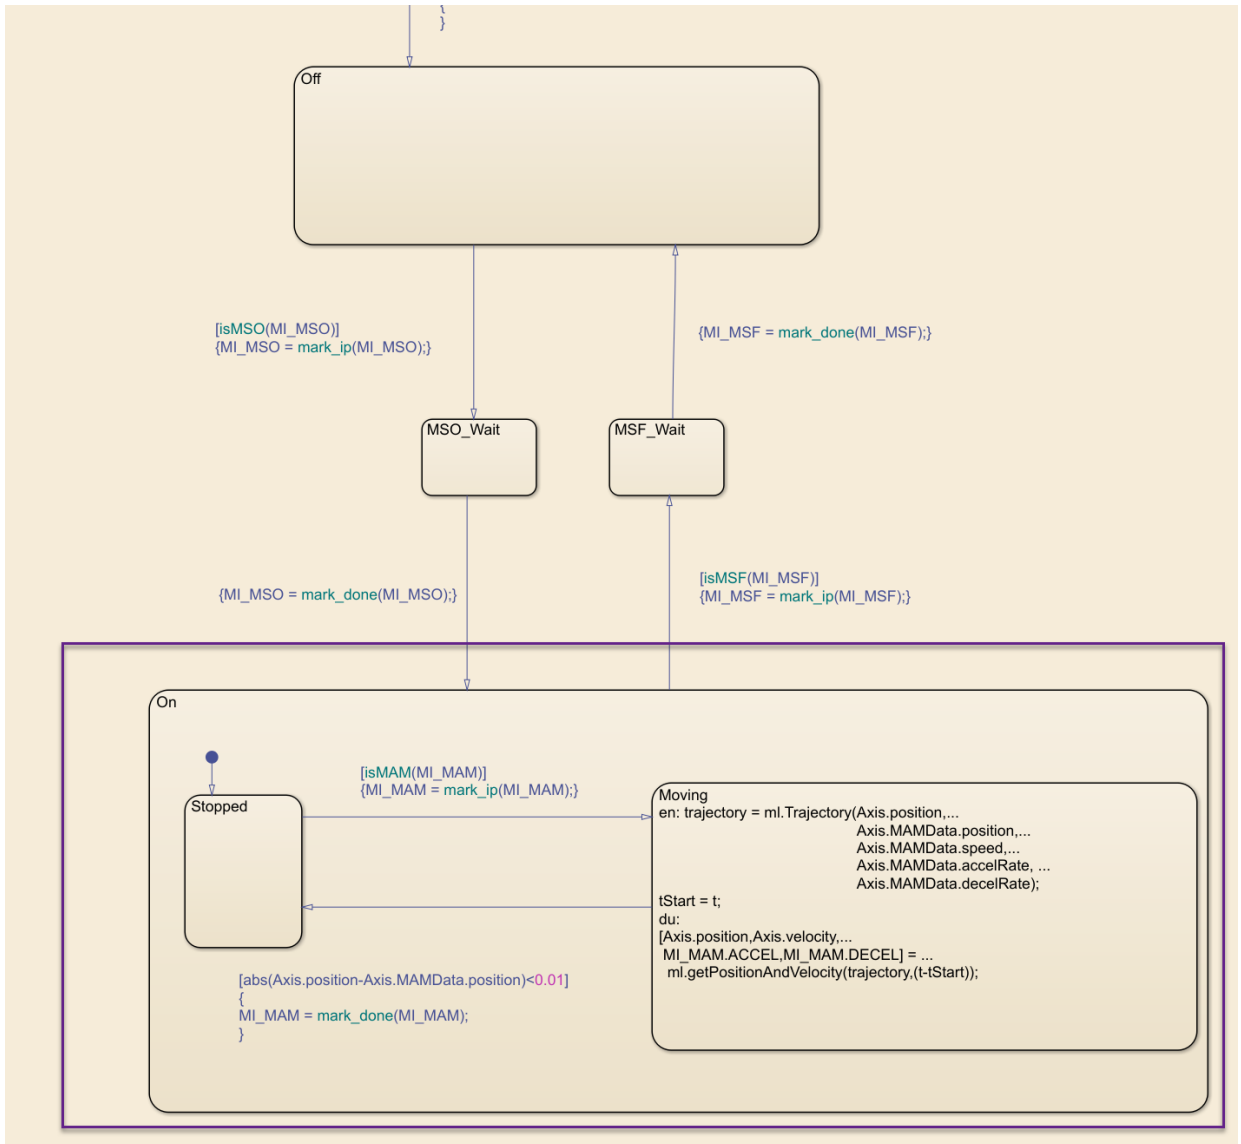 {
}
Off
[isMSO(MI_MSO)]
{MI_MSO = mark_ip(MI_MSO);}
{MI_MSF = mark_done(MI_MSF);}
MSO_Wait
MSF_Wait
{MI_MSO = mark_done(MI_MSO);}
[isMSF(MI_MSF)]
{MI_MSF = mark_ip(MI_MSF);}
On
[isMAM(MI_MAM)]
{MI_MAM = mark_ip(MI_MAM);}
Stopped
Moving
en: trajectory = ml.Trajectory(Axis.position,...
Axis.MAMData.position,...
Axis.MAMData.speed,...
Axis.MAMData.accelRate, ...
Axis.MAMData.decelRate);
tStart = t;
du:
[Axis.position,Axis.velocity,...
MI_MAM.ACCEL,MI_MAM.DECEL] = ...
ml.getPositionAndVelocity(trajectory,(t-tStart));
[abs(Axis.position-Axis.MAMData.position)<0.01]
{
MI_MAM = mark_done(MI_MAM);
}